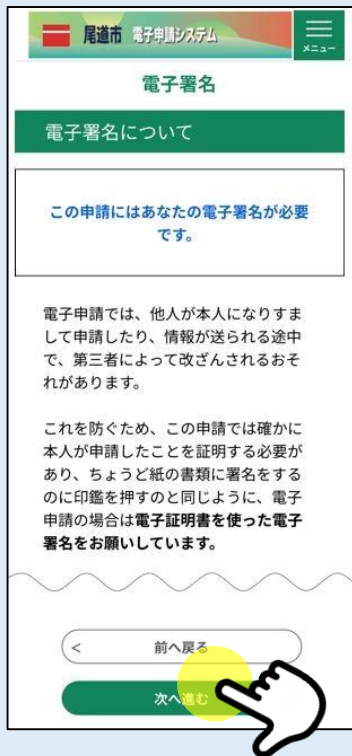 尾道市 電子申請システム
メニュー
電子署名
電子署名について
この申請にはあなたの電子署名が必要
です。
電子申請では、他人が本人になりすま
して申請したり、情報が送られる途中
で、第三者によって改ざんされるおそ
れがあります。
これを防ぐため、この申請では確かに
本人が申請したことを証明する必要が
あり、ちょうど紙の書類に署名をする
のに印鑑を押すのと同じように、電子
申請の場合は電子証明書を使った電子
署名をお願いしています。
< 前へ戻る
次へ進む